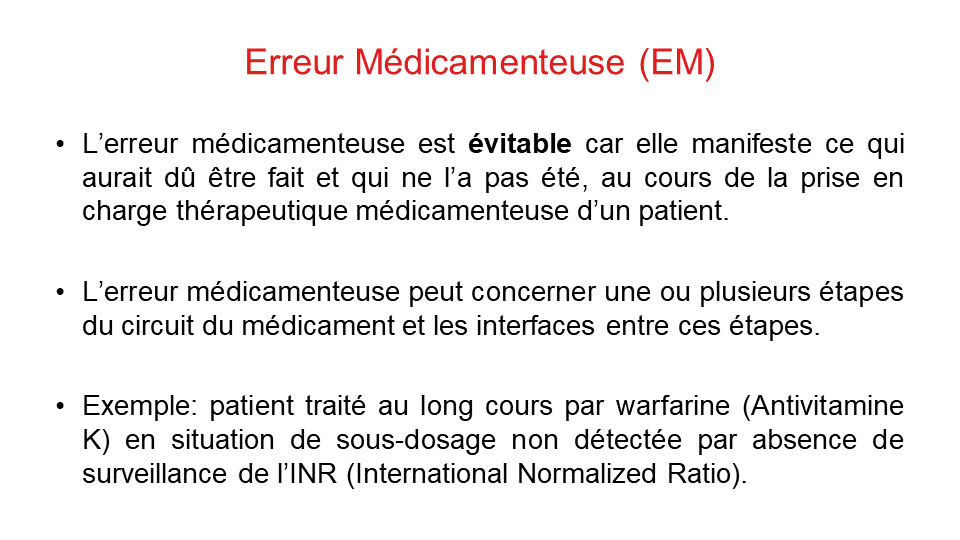 Erreur Médicamenteuse (EM)
• L’erreur médicamenteuse est évitable car elle manifeste ce qui
aurait dû être fait et qui ne l’a pas été, au cours de la prise en
charge thérapeutique médicamenteuse d’un patient.
• L’erreur médicamenteuse peut concerner une ou plusieurs étapes
du circuit du médicament et les interfaces entre ces étapes.
• Exemple: patient traité au long cours par warfarine (Antivitamine
K) en situation de sous-dosage non détectée par absence de
surveillance de l’INR (International Normalized Ratio).